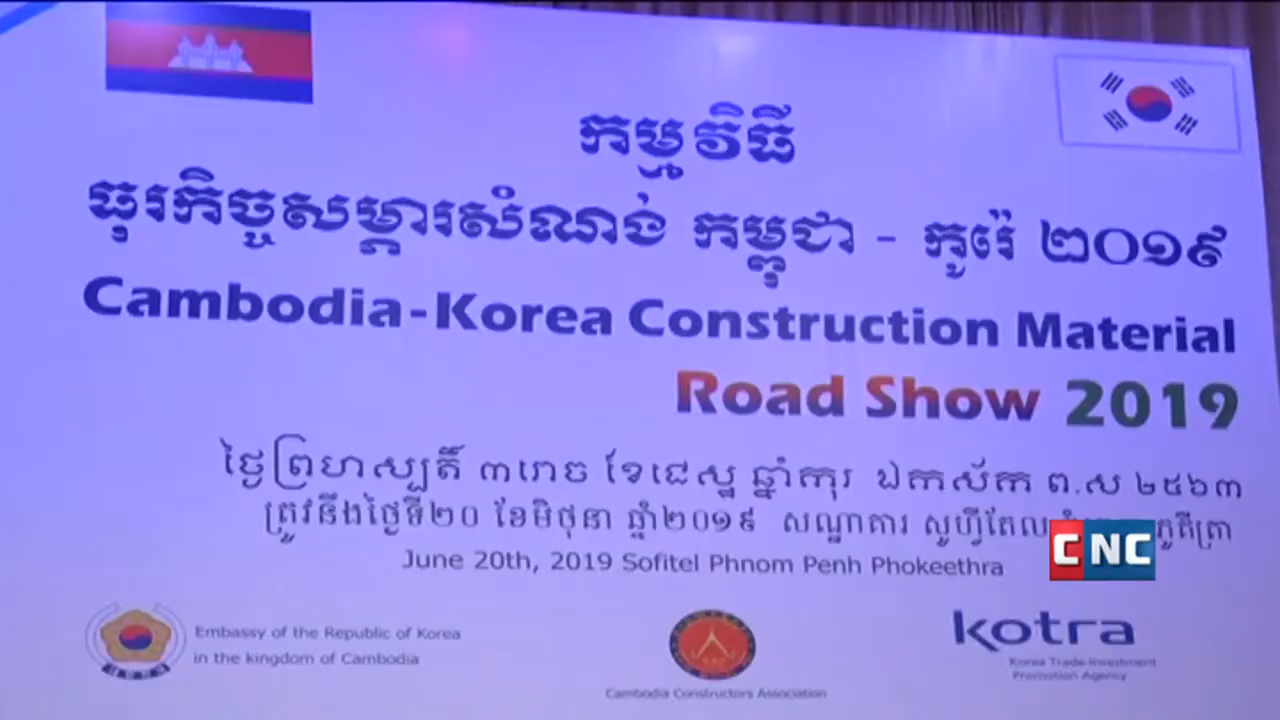 កម្មវិធី
ធុរកិច្ចសម្ភារសំណង់ កម្ពុជា - កូរ៉េ ២០១៩
Cambodia-Korea Construction Material
Road Show 2019
ថ្ងៃព្រហស្បតិ៍ ៣រោច ខែជេស្ឋ ឆ្នាំកុរ ឯកស័ក ព.ស ២៥៦៣
ត្រូវនឹងថ្ងៃទី២០ ខែមិថុនា ឆ្នាំ២០១៩ សណ្ឋាគារ សូហ្វីតែល ភូគីត្រា
CNC
June 20th, 2019 Sofitel Phnom Penh Phokeethra
Embassy of the Republic of Korea
in the kingdom of Cambodia
Cambodia Constructors Association
kotra
Korea Trade-Investment
Promotion Agency